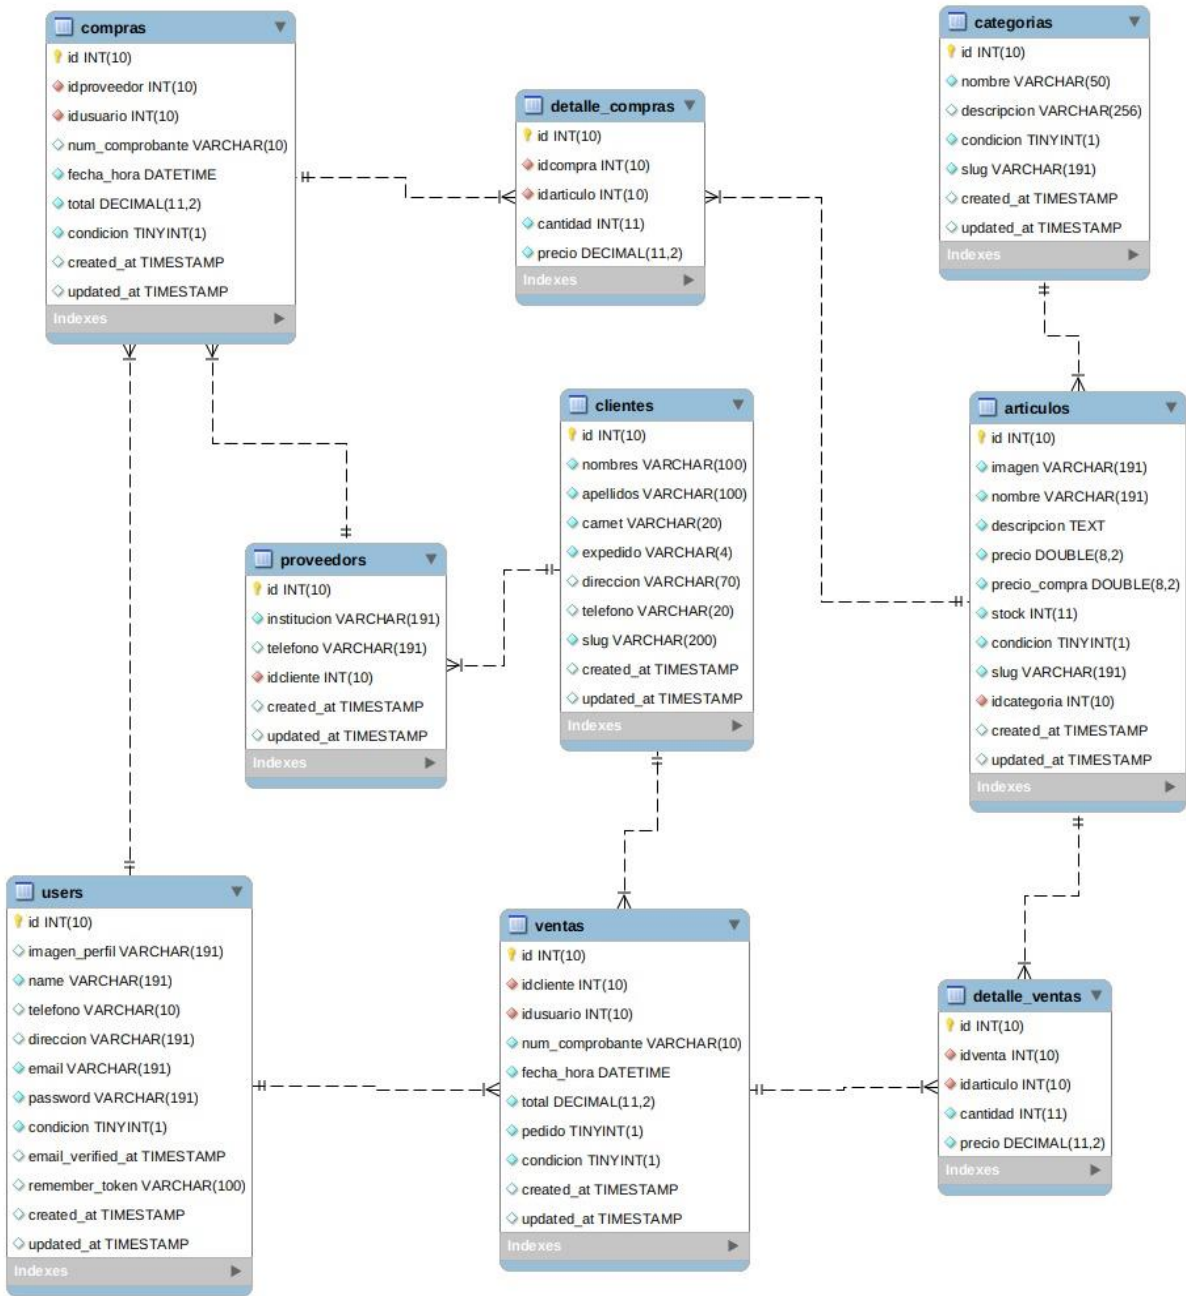 compras
id INT(10)
idproveedor INT(10)
idusuario INT(10)
num_comprobante VARCHAR(10)
fecha_hora DATETIME
total DECIMAL(11,2)
condicion TINYINT(1)
created_at TIMESTAMP
updated_at TIMESTAMP
Indexes
detalle_compras
id INT(10)
idcompra INT(10)
idarticulo INT(10)
cantidad INT(11)
precio DECIMAL(11,2)
Indexes
categorias
id INT(10)
nombre VARCHAR(50)
descripcion VARCHAR(256)
condicion TINYINT(1)
slug VARCHAR(191)
created_at TIMESTAMP
updated_at TIMESTAMP
Indexes
clientes
id INT(10)
nombres VARCHAR(100)
apellidos VARCHAR(100)
carnet VARCHAR(20)
expedido VARCHAR(4)
direccion VARCHAR(70)
telefono VARCHAR(20)
slug VARCHAR(200)
created_at TIMESTAMP
updated_at TIMESTAMP
Indexes
articulos
id INT(10)
imagen VARCHAR(191)
nombre VARCHAR(191)
descripcion TEXT
precio DOUBLE(8,2)
precio_compra DOUBLE(8,2)
stock INT(11)
condicion TINYINT(1)
slug VARCHAR(191)
idcategoria INT(10)
created_at TIMESTAMP
updated_at TIMESTAMP
Indexes
proveedors
id INT(10)
institucion VARCHAR(191)
telefono VARCHAR(191)
idcliente INT(10)
created_at TIMESTAMP
updated_at TIMESTAMP
Indexes
users
id INT(10)
imagen_perfil VARCHAR(191)
name VARCHAR(191)
telefono VARCHAR(10)
direccion VARCHAR(191)
email VARCHAR(191)
password VARCHAR(191)
condicion TINYINT(1)
email_verified_at TIMESTAMP
remember_token VARCHAR(100)
created_at TIMESTAMP
updated_at TIMESTAMP
Indexes
ventas
id INT(10)
idcliente INT(10)
idusuario INT(10)
num_comprobante VARCHAR(10)
fecha_hora DATETIME
total DECIMAL(11,2)
pedido TINYINT(1)
condicion TINYINT(1)
created_at TIMESTAMP
updated_at TIMESTAMP
Indexes
detalle_ventas
id INT(10)
idventa INT(10)
idarticulo INT(10)
cantidad INT(11)
precio DECIMAL(11,2)
Indexes